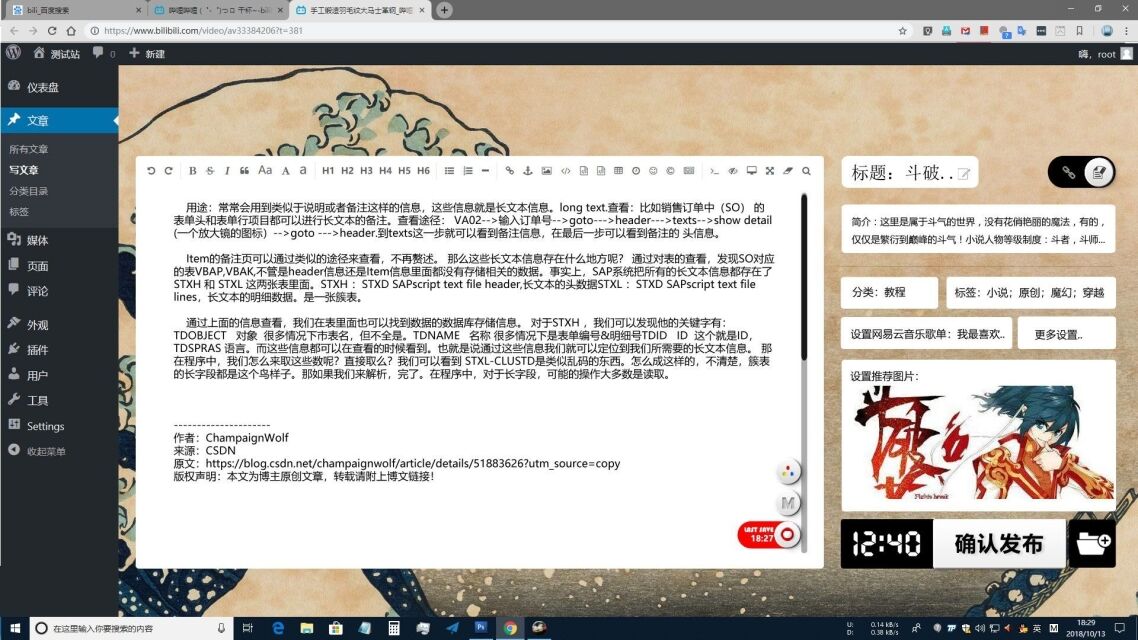 bili_百度搜索
哔哩哔哩 ( ゜- ゜)つロ 干杯~-bili
手工锻造羽毛纹大马士革钢_哔哩
https://www.bilibili.com/video/av33384206?t=381
测试站
0
新建
嗨，root
仪表盘
文章
所有文章
写文章
分类目录
标签
媒体
页面
评论
外观
插件
用户
工具
Settings
收起菜单
B S I Aa A a H1 H2 H3 H4 H5 H6
用途：常常会用到类似于说明或者备注这样的信息，这些信息就是长文本信息。long text.查看：比如销售订单中（SO） 的
表单头和表单行项目都可以进行长文本的备注。查看途径： VA02-->输入订单号-->goto--->header--->texts-->show detail
(一个放大镜的图标）-->goto --->header.到texts这一步就可以看到备注信息，在最后一步可以看到备注的 头信息。
Item的备注页可以通过类似的途径来查看，不再赘述。 那么这些长文本信息存在什么地方呢？ 通过对表的查看，发现SO对应
的表VBAP,VBAK,不管是header信息还是Item信息里面都没有存储相关的数据。事实上，SAP系统把所有的长文本信息都存在了
STXH 和 STXL 这两张表里面。STXH ：STXD SAPscript text file header,长文本的头数据STXL ：STXD SAPscript text file
lines，长文本的明细数据。是一张簇表。
通过上面的信息查看，我们在表里面也可以找到数据的数据库存储信息。 对于STXH ，我们可以发现他的关键字有：
TDOBJECT 对象 很多情况下市表名，但不全是。TDNAME 名称 很多情况下是表单编号&明细号TDID ID 这个就是ID，
TDSPRAS 语言。而这些信息都可以在查看的时候看到。也就是说通过这些信息我们就可以定位到我们所需要的长文本信息。 那
在程序中，我们怎么来取这些数呢？直接取么？我们可以看到 STXL-CLUSTD是类似乱码的东西。怎么成这样的，不清楚，簇表
的长字段都是这个鸟样子。那如果我们来解析，完了。在程序中，对于长字段，可能的操作大多数是读取。
---------------------
作者：ChampaignWolf
来源：CSDN
原文：https://blog.csdn.net/champaignwolf/article/details/51883626?utm_source=copy
版权声明：本文为博主原创文章，转载请附上博文链接！
M
LAST SAVE
18:27
标题：斗破..
简介：这里是属于斗气的世界，没有花俏艳丽的魔法，有的，
仅仅是繁衍到巅峰的斗气！小说人物等级制度：斗者，斗师...
分类：教程
标签：小说；原创；魔幻；穿越
设置网易云音乐歌单：我最喜欢..
更多设置..
设置推荐图片：
Fights break
12:40
确认发布
在这里输入你要搜索的内容
U: 0.14 kB/s
D: 0.38 kB/s
英
M
18:29
2018/10/13